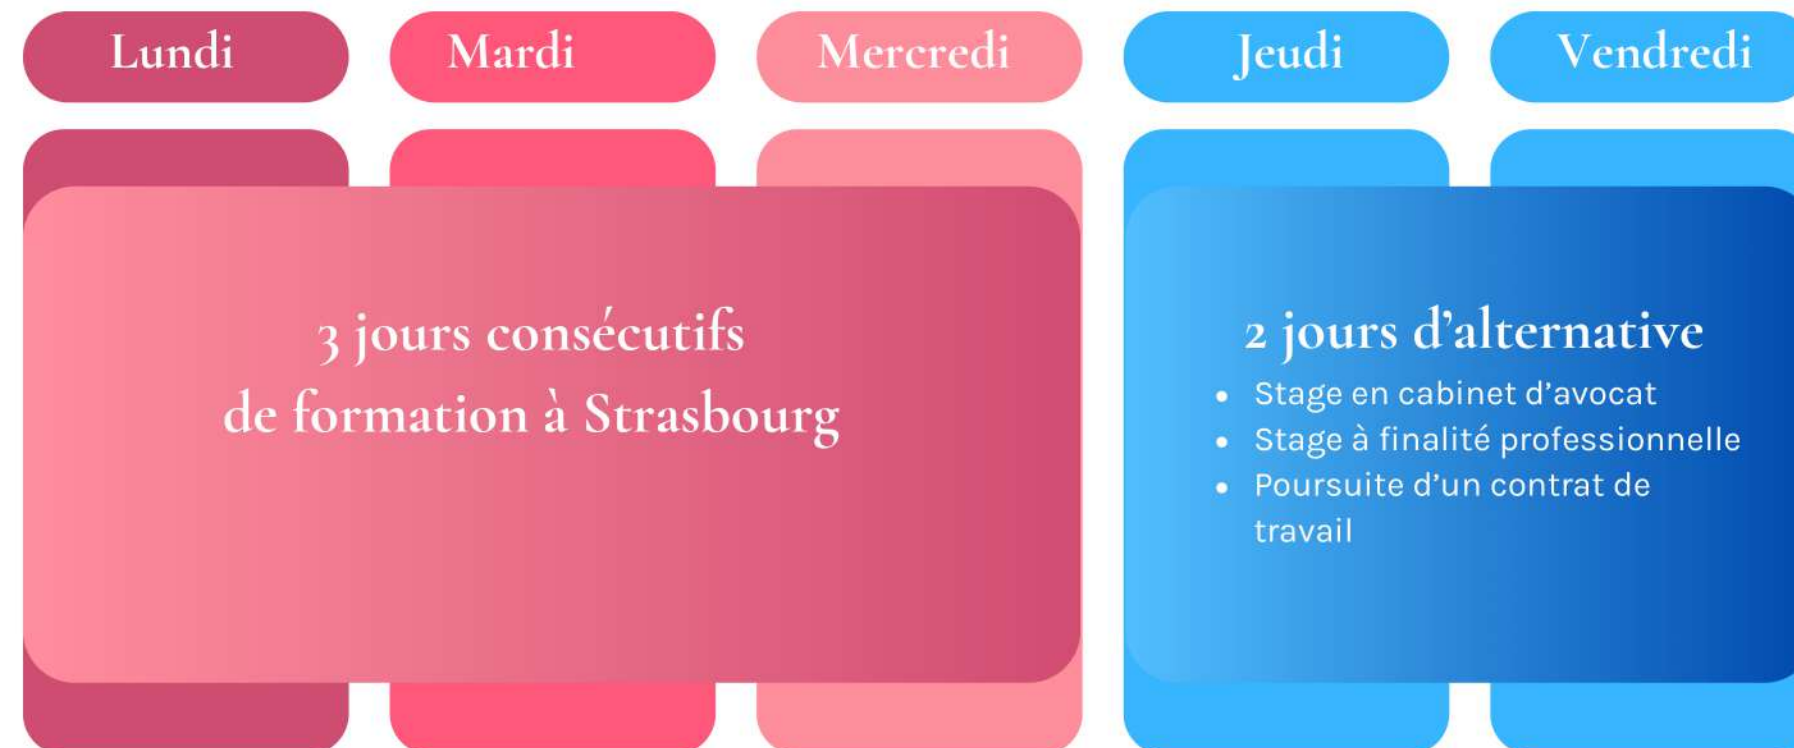 Lundi
Mardi
Mercredi
Jeudi
Vendredi
3 jours consécutifs
de formation à Strasbourg
2 jours d’alternative
• Stage en cabinet d’avocat
• Stage à finalité professionnelle
• Poursuite d’un contrat de
travail